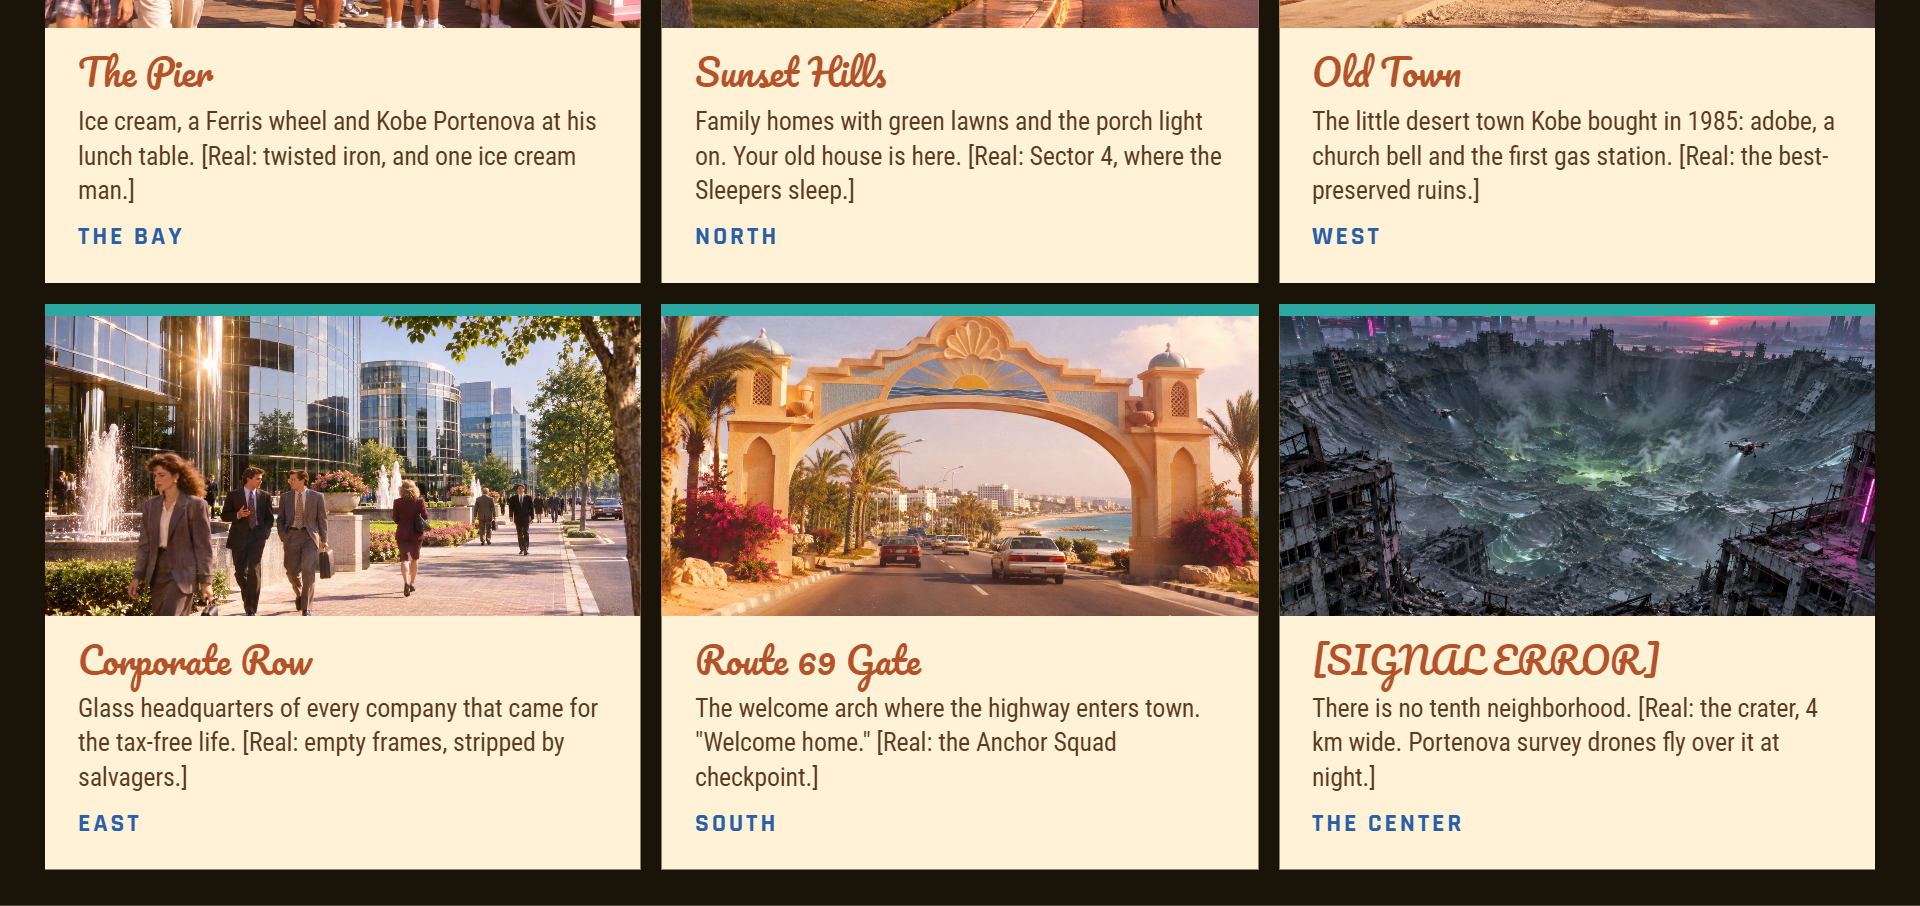 The Pier
Ice cream, a Ferris wheel and Kobe Portenova at his
lunch table. [Real: twisted iron, and one ice cream
man.]
THE BAY
Sunset Hills
Family homes with green lawns and the porch light
on. Your old house is here. [Real: Sector 4, where the
Sleepers sleep.]
NORTH
Old Town
The little desert town Kobe bought in 1985: adobe, a
church bell and the first gas station. [Real: the best-
preserved ruins.]
WEST
Corporate Row
Glass headquarters of every company that came for
the tax-free life. [Real: empty frames, stripped by
salvagers.]
EAST
Route 69 Gate
The welcome arch where the highway enters town.
"Welcome home." [Real: the Anchor Squad
checkpoint.]
SOUTH
[SIGNAL ERROR]
There is no tenth neighborhood. [Real: the crater, 4
km wide. Portenova survey drones fly over it at
night.]
THE CENTER